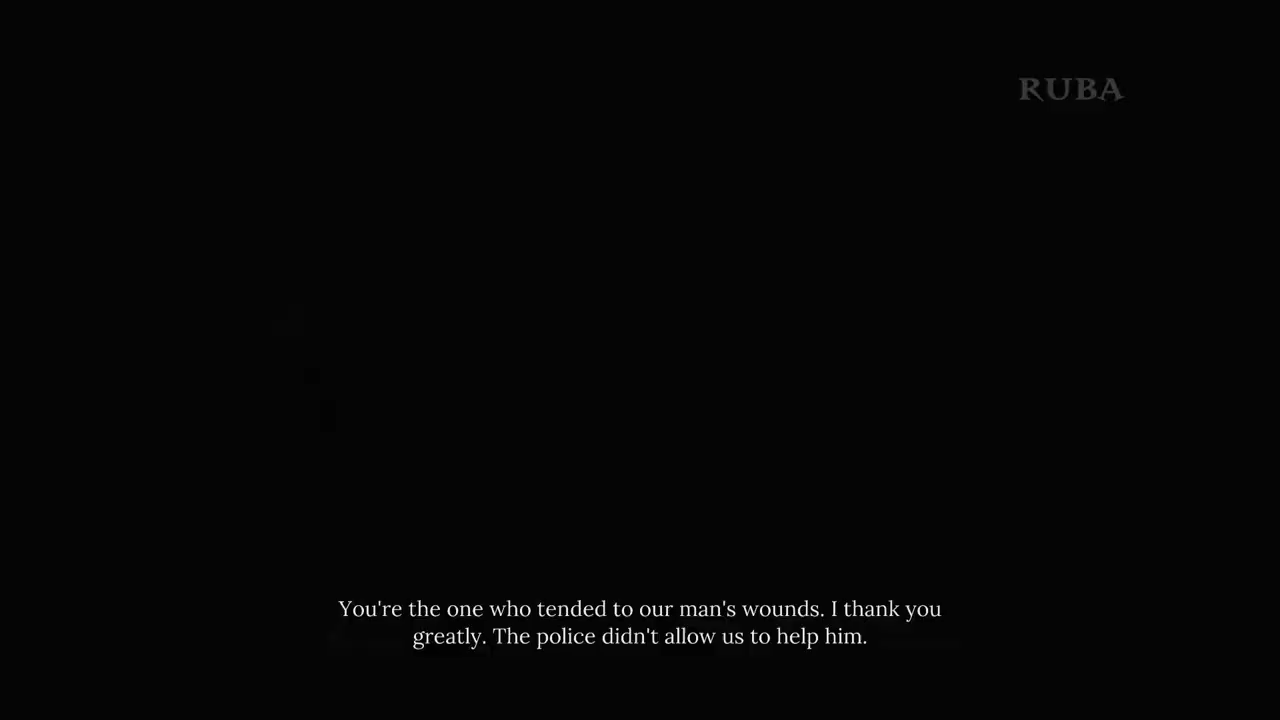 RUBA
You're the one who tended to our man's wounds. I thank you
greatly. The police didn't allow us to help him.